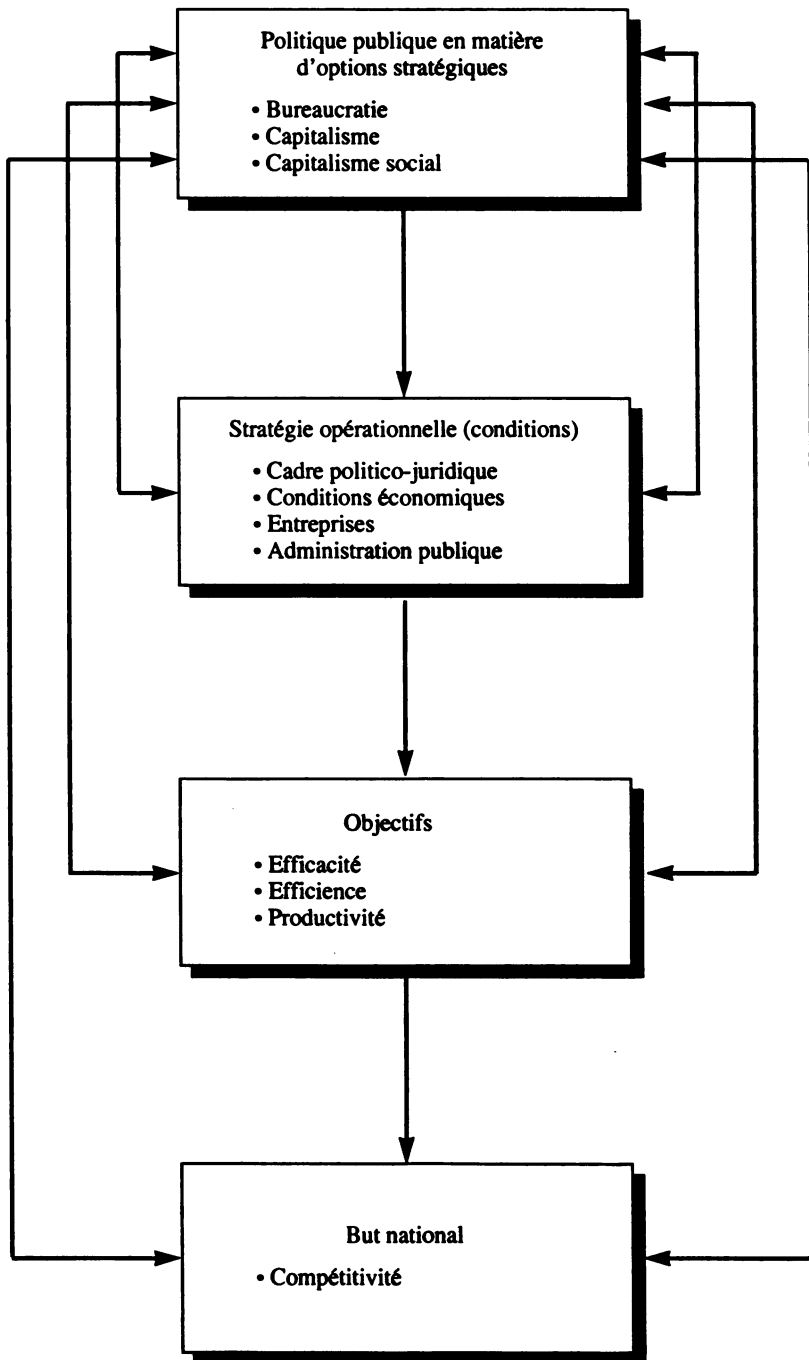 Politique publique en matière
d'options stratégiques
• Bureaucratie
• Capitalisme
• Capitalisme social
Stratégie opérationnelle (conditions)
• Cadre politico-juridique
• Conditions économiques
• Entreprises
• Administration publique
Objectifs
• Efficacité
• Efficience
• Productivité
But national
• Compétitivité